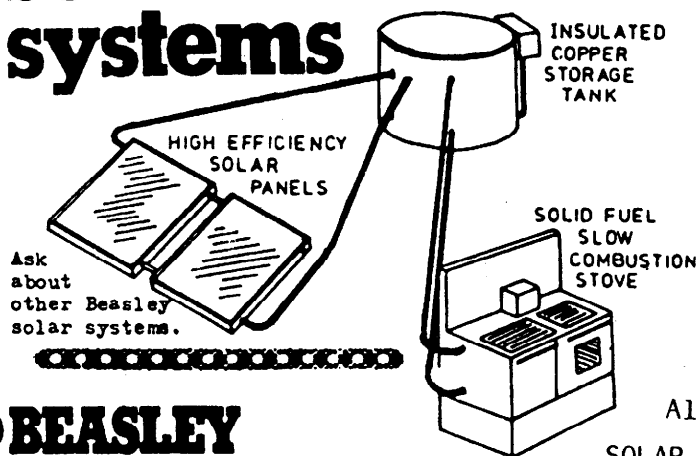 systems
INSULATED
COPPER
STORAGE
TANK
HIGH EFFICIENCY
SOLAR
PANELS
SOLID FUEL
SLOW
COMBUSTION
STOVE
Ask
about
other Beasley
solar systems.
BEASLEY
Al
SOLAR